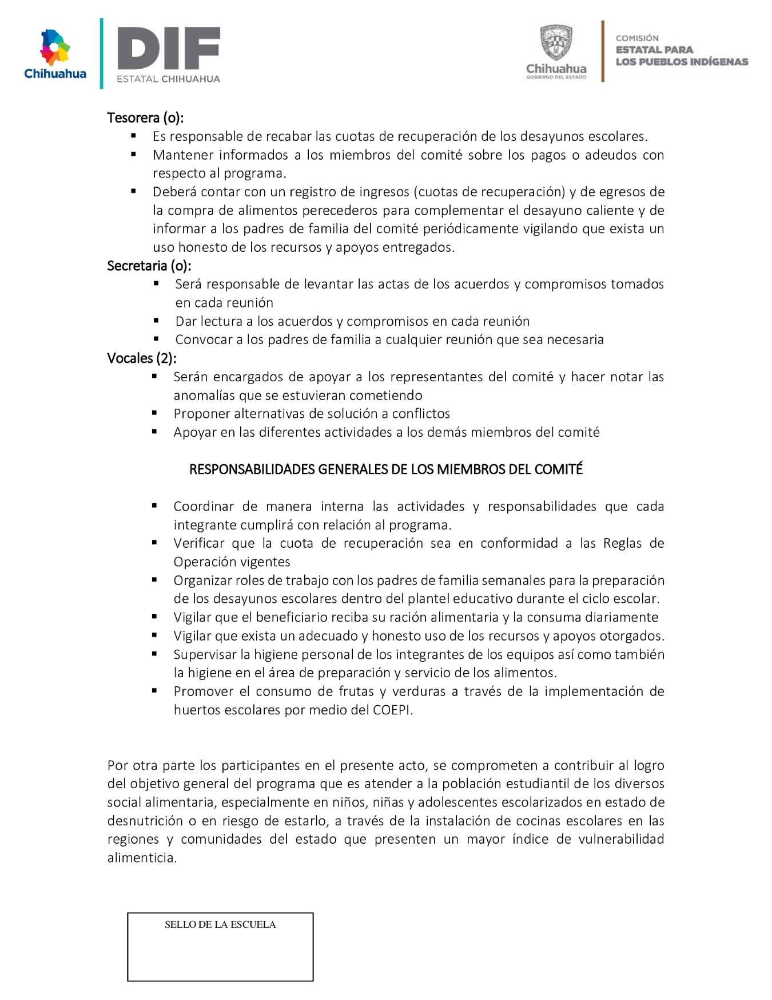 Chihuahua
DIF
ESTATAL CHIHUAHUA
Chihuahua
GOBIERNO DEL ESTADO
COMISIÓN
ESTATAL PARA
LOS PUEBLOS INDÍGENAS
Tesorera (o):
▪ Es responsable de recabar las cuotas de recuperación de los desayunos escolares.
▪ Mantener informados a los miembros del comité sobre los pagos o adeudos con
respecto al programa.
▪ Deberá contar con un registro de ingresos (cuotas de recuperación) y de egresos de
la compra de alimentos perecederos para complementar el desayuno caliente y de
informar a los padres de familia del comité periódicamente vigilando que exista un
uso honesto de los recursos y apoyos entregados.
Secretaria (o):
▪ Será responsable de levantar las actas de los acuerdos y compromisos tomados
en cada reunión
▪ Dar lectura a los acuerdos y compromisos en cada reunión
▪ Convocar a los padres de familia a cualquier reunión que sea necesaria
Vocales (2):
▪ Serán encargados de apoyar a los representantes del comité y hacer notar las
anomalías que se estuvieran cometiendo
▪ Proponer alternativas de solución a conflictos
▪ Apoyar en las diferentes actividades a los demás miembros del comité
RESPONSABILIDADES GENERALES DE LOS MIEMBROS DEL COMITÉ
▪ Coordinar de manera interna las actividades y responsabilidades que cada
integrante cumplirá con relación al programa.
▪ Verificar que la cuota de recuperación sea en conformidad a las Reglas de
Operación vigentes
▪ Organizar roles de trabajo con los padres de familia semanales para la preparación
de los desayunos escolares dentro del plantel educativo durante el ciclo escolar.
▪ Vigilar que el beneficiario reciba su ración alimentaria y la consuma diariamente
▪ Vigilar que exista un adecuado y honesto uso de los recursos y apoyos otorgados.
▪ Supervisar la higiene personal de los integrantes de los equipos así como también
la higiene en el área de preparación y servicio de los alimentos.
▪ Promover el consumo de frutas y verduras a través de la implementación de
huertos escolares por medio del COEPI.
Por otra parte los participantes en el presente acto, se comprometen a contribuir al logro
del objetivo general del programa que es atender a la población estudiantil de los diversos
social alimentaria, especialmente en niños, niñas y adolescentes escolarizados en estado de
desnutrición o en riesgo de estarlo, a través de la instalación de cocinas escolares en las
regiones y comunidades del estado que presenten un mayor índice de vulnerabilidad
alimenticia.
SELLO DE LA ESCUELA